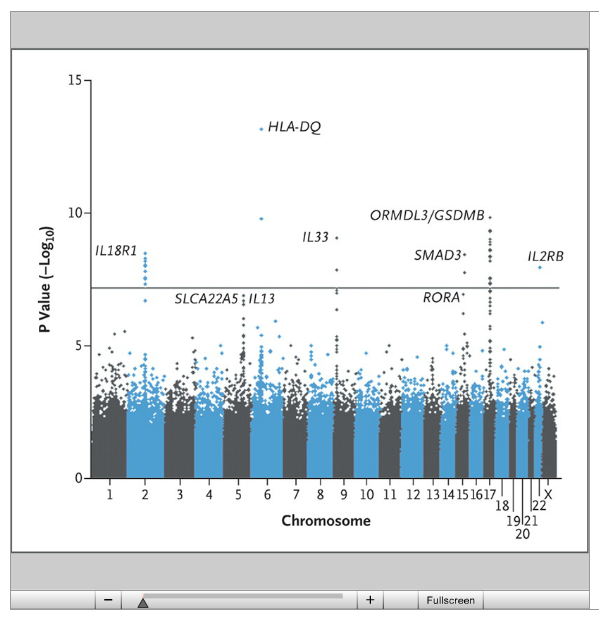 15
HLA-DQ
10
ORMDL3/GSDMB
IL33
IL18R1
SMAD3
IL2RB
SLCA22A5
IL13
RORA
5
0
P Value (−Log10)
1 2 3 4 5 6 7 8 9 10 11 12 13 14 15 16 17 X
18 22
19 21
20
Chromosome
− + Fullscreen